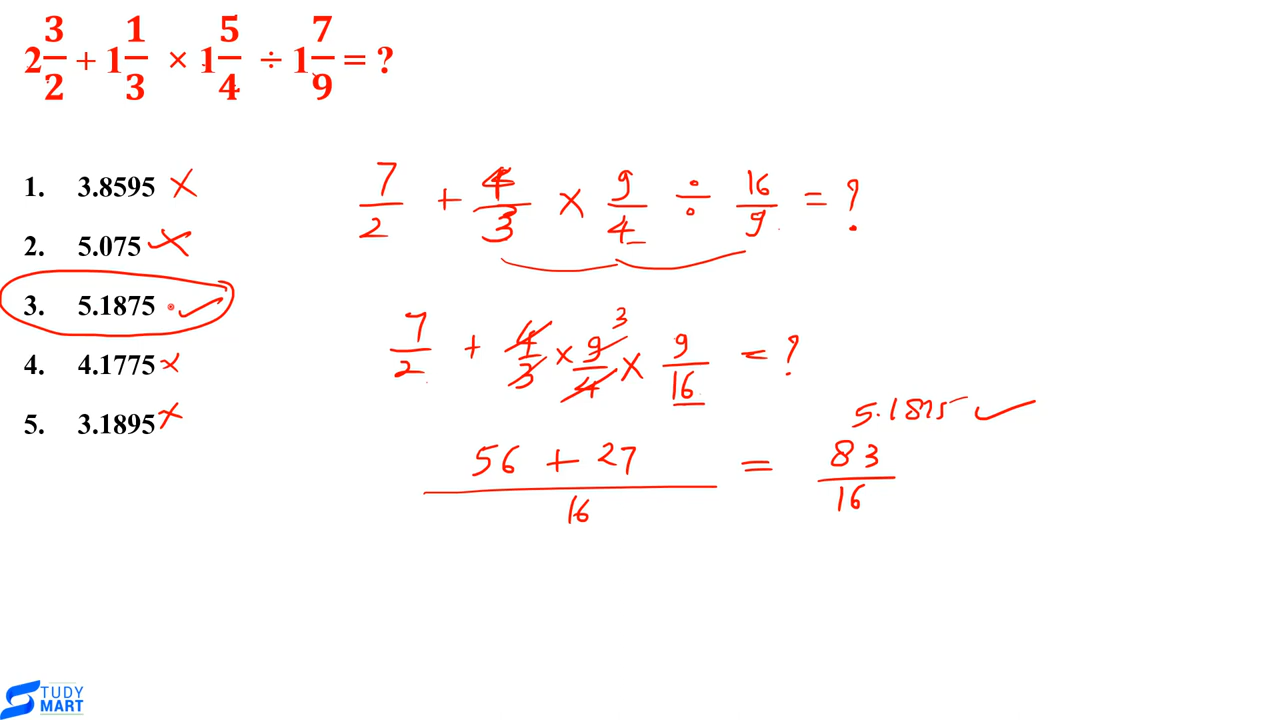 2 3/2 + 1 1/3 × 1 5/4 ÷ 1 7/9 = ?
1. 3.8595 ×
2. 5.075 ×
3. 5.1875 ✓
4. 4.1775 ×
5. 3.1895 ×
7/2 + 4/3 × 9/4 ÷ 16/9 = ?
7/2 + 4/3 × 9/4 × 9/16 = ?
3
5.1875 ✓
56 + 27 / 16 = 83/16
STUDY
MART